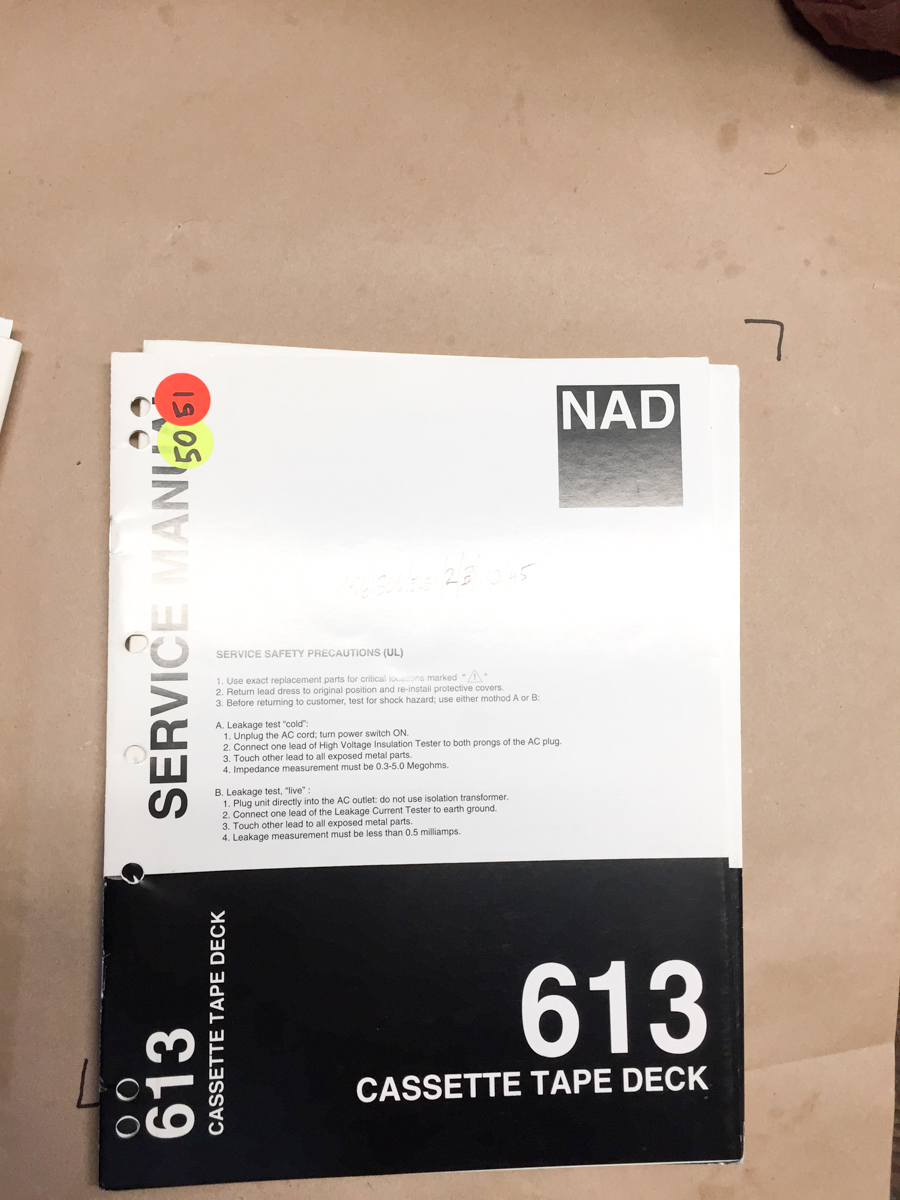 51
50
SERVICE MANUAL
NAD
SERVICE SAFETY PRECAUTIONS (UL)
1. Use exact replacement parts for critical locations marked "⚠"
2. Return lead dress to original position and re-install protective covers.
3. Before returning to customer, test for shock hazard; use either mothod A or B:
A. Leakage test "cold":
1. Unplug the AC cord; turn power switch ON.
2. Connect one lead of High Voltage Insulation Tester to both prongs of the AC plug.
3. Touch other lead to all exposed metal parts.
4. Impedance measurement must be 0.3-5.0 Megohms.
B. Leakage test, "live" :
1. Plug unit directly into the AC outlet: do not use isolation transformer.
2. Connect one lead of the Leakage Current Tester to earth ground.
3. Touch other lead to all exposed metal parts.
4. Leakage measurement must be less than 0.5 milliamps.
613
CASSETTE TAPE DECK
613
CASSETTE TAPE DECK